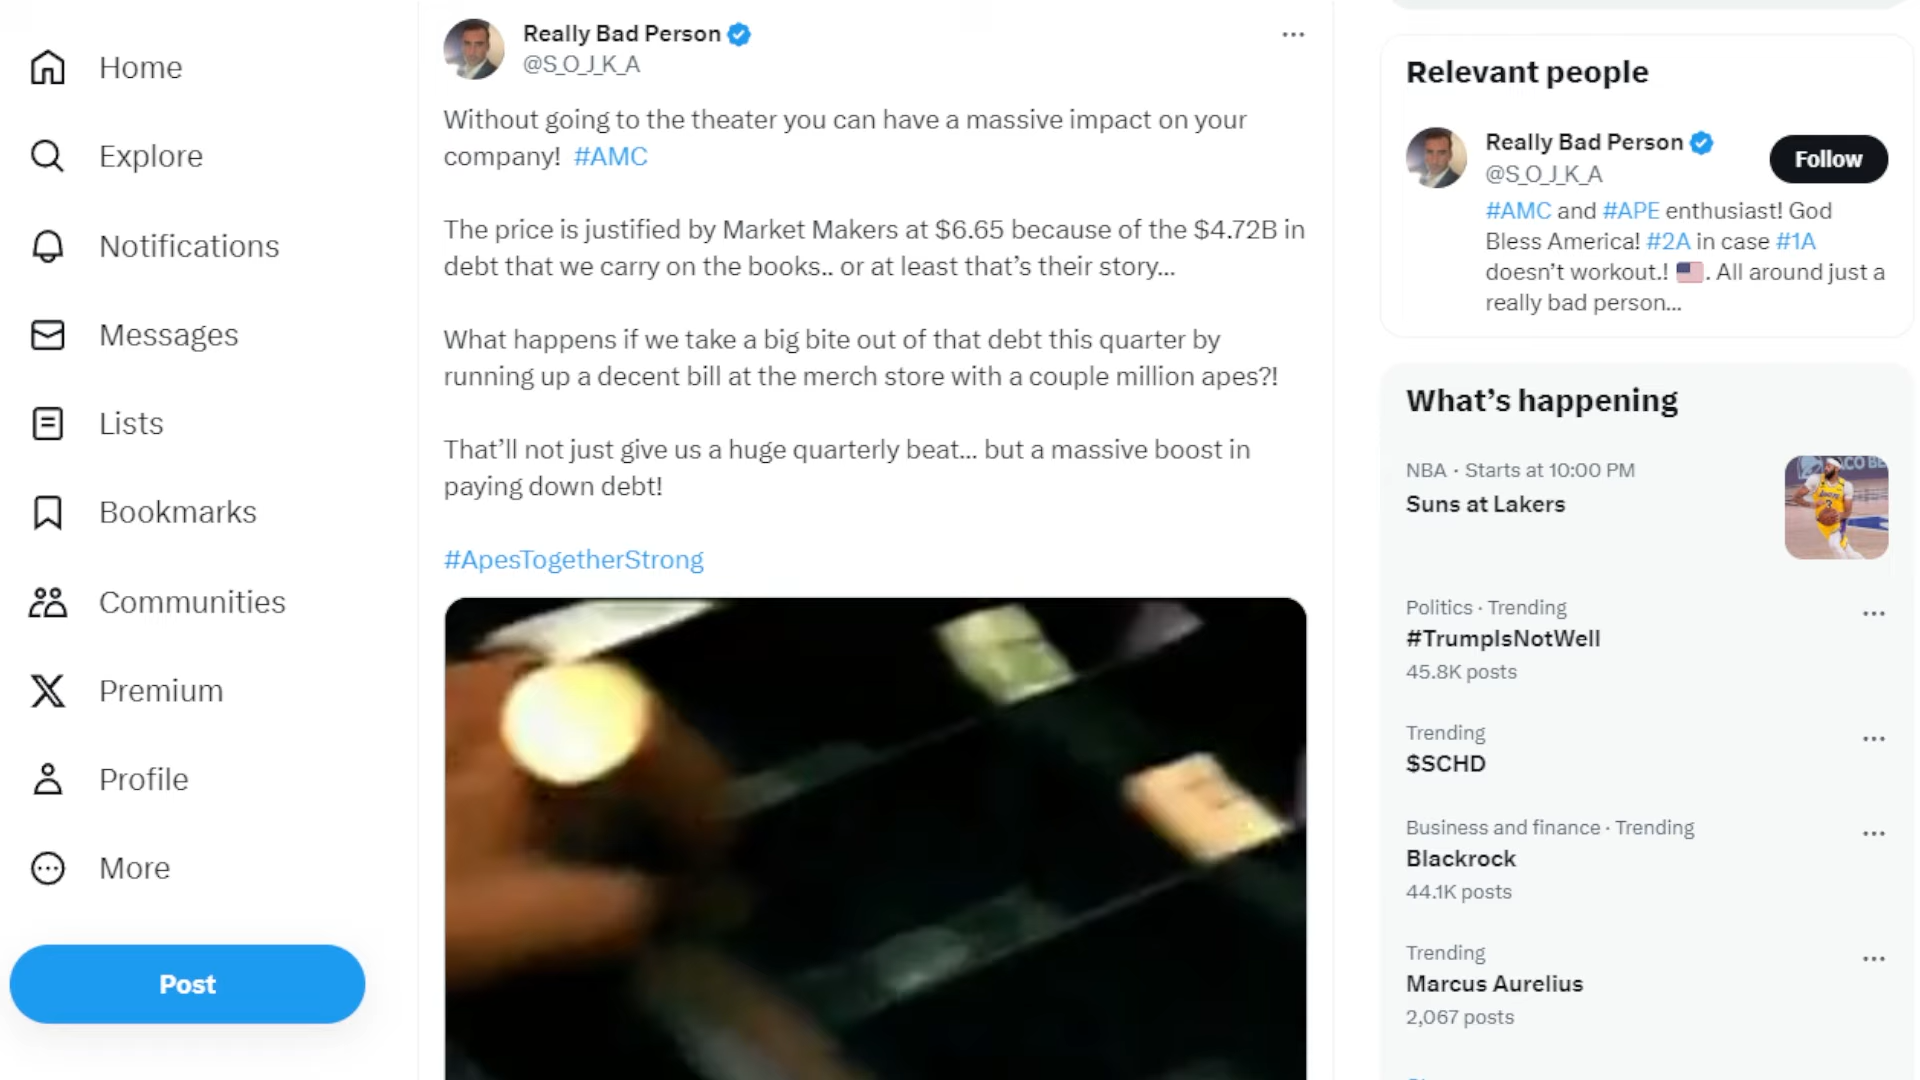 Home
Explore
Notifications
Messages
Lists
Bookmarks
Communities
Premium
Profile
More
Post
Really Bad Person
@S_O_J_K_A
Without going to the theater you can have a massive impact on your
company! #AMC
The price is justified by Market Makers at $6.65 because of the $4.72B in
debt that we carry on the books.. or at least that’s their story...
What happens if we take a big bite out of that debt this quarter by
running up a decent bill at the merch store with a couple million apes?!
That’ll not just give us a huge quarterly beat... but a massive boost in
paying down debt!
#ApesTogetherStrong
Relevant people
Really Bad Person
@S_O_J_K_A
Follow
#AMC and #APE enthusiast! God
Bless America! #2A in case #1A
doesn’t workout.! 🇺🇸. All around just a
really bad person...
What’s happening
NBA · Starts at 10:00 PM
Suns at Lakers
Politics · Trending
#TrumpIsNotWell
45.8K posts
Trending
$SCHD
Business and finance · Trending
Blackrock
44.1K posts
Trending
Marcus Aurelius
2,067 posts